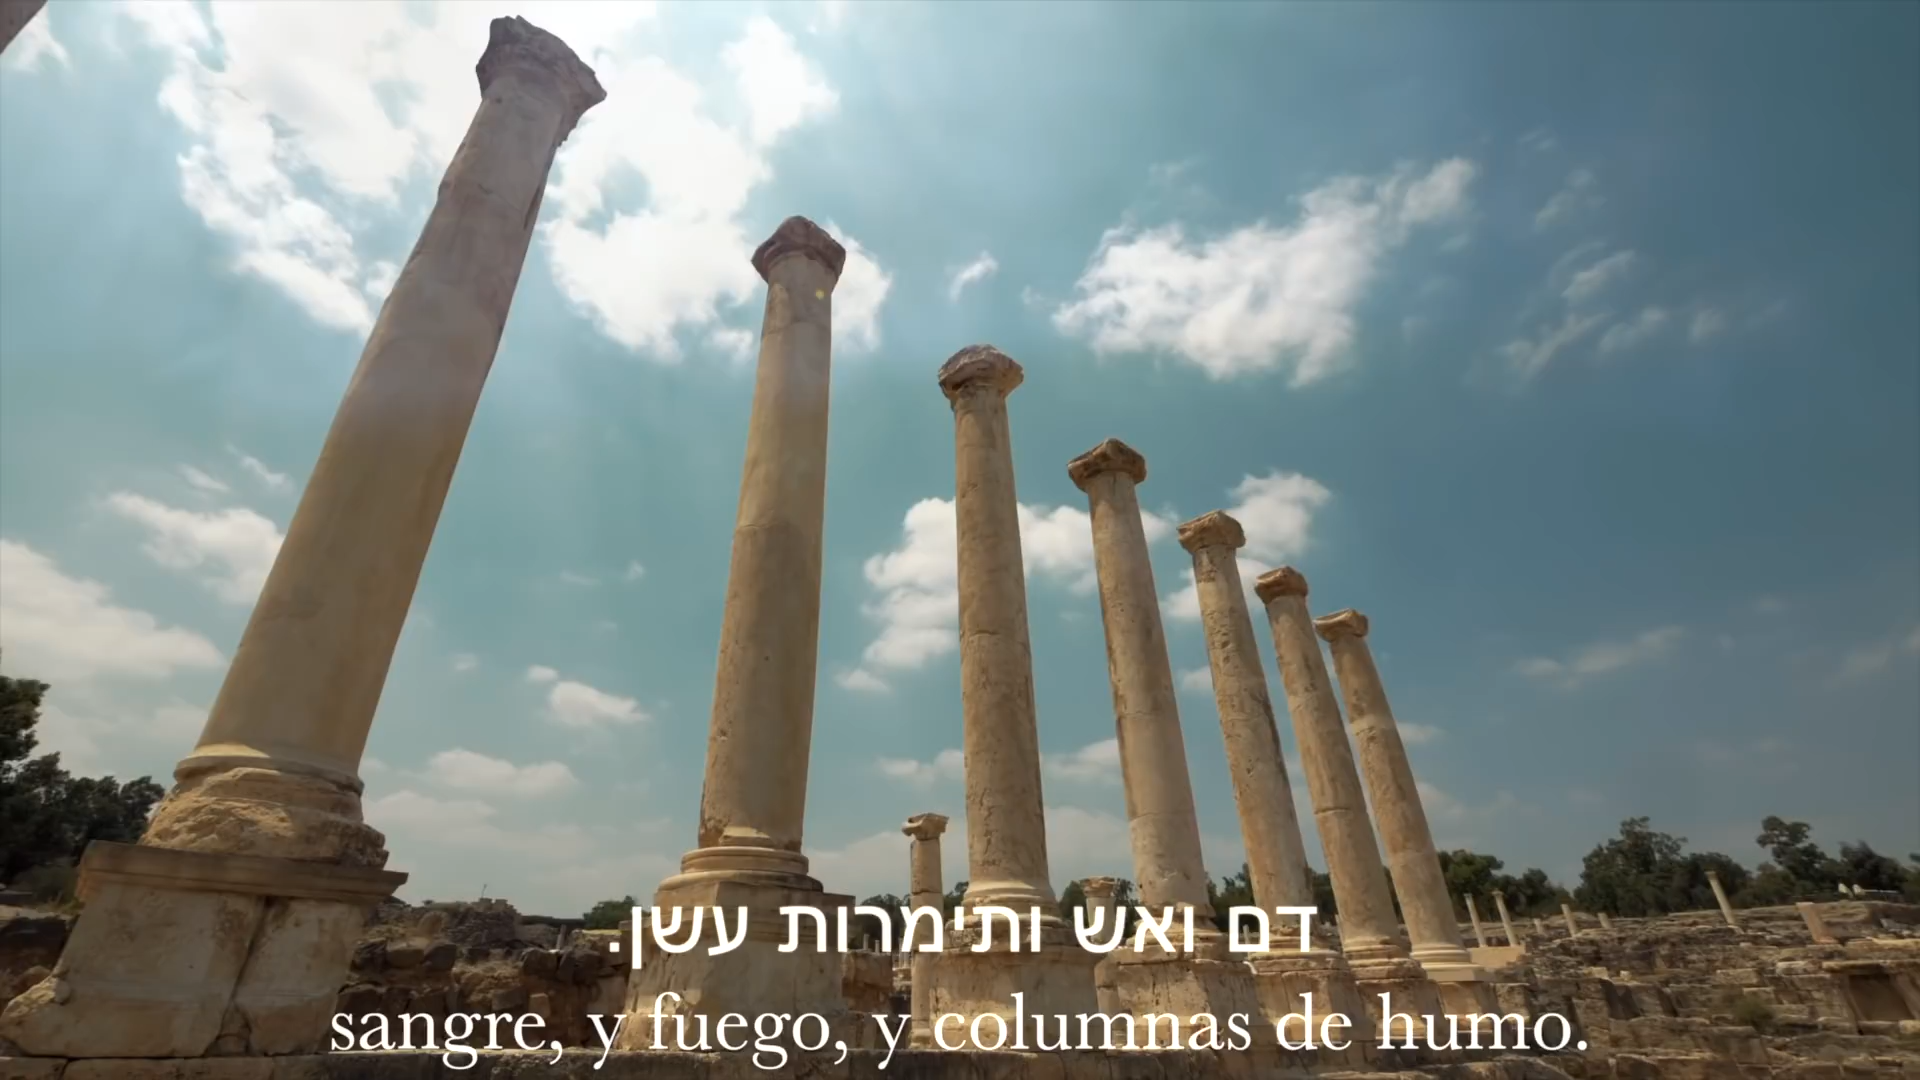 דם ואש ותימרות עשן.
sangre, y fuego, y columnas de humo.